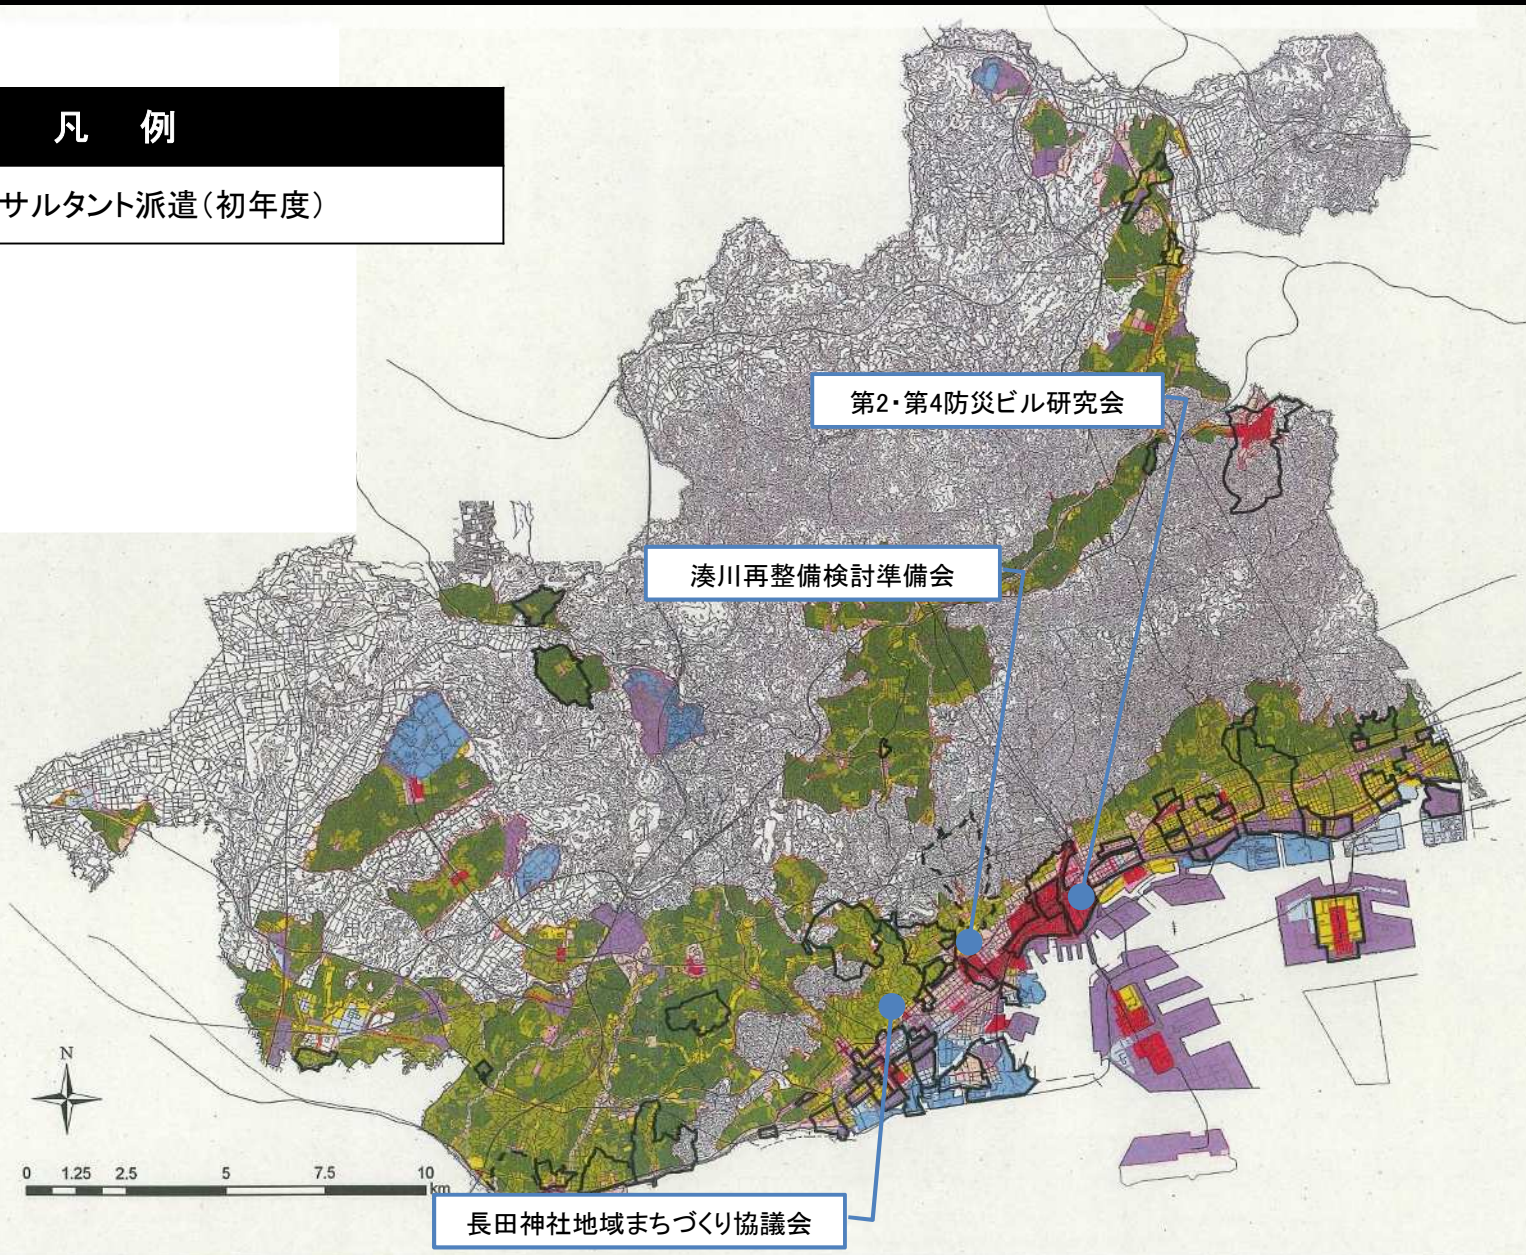 凡 例
サルタント派遣（初年度）
第2・第4防災ビル研究会
湊川再整備検討準備会
長田神社地域まちづくり協議会
N
0 1.25 2.5 5 7.5 10
km